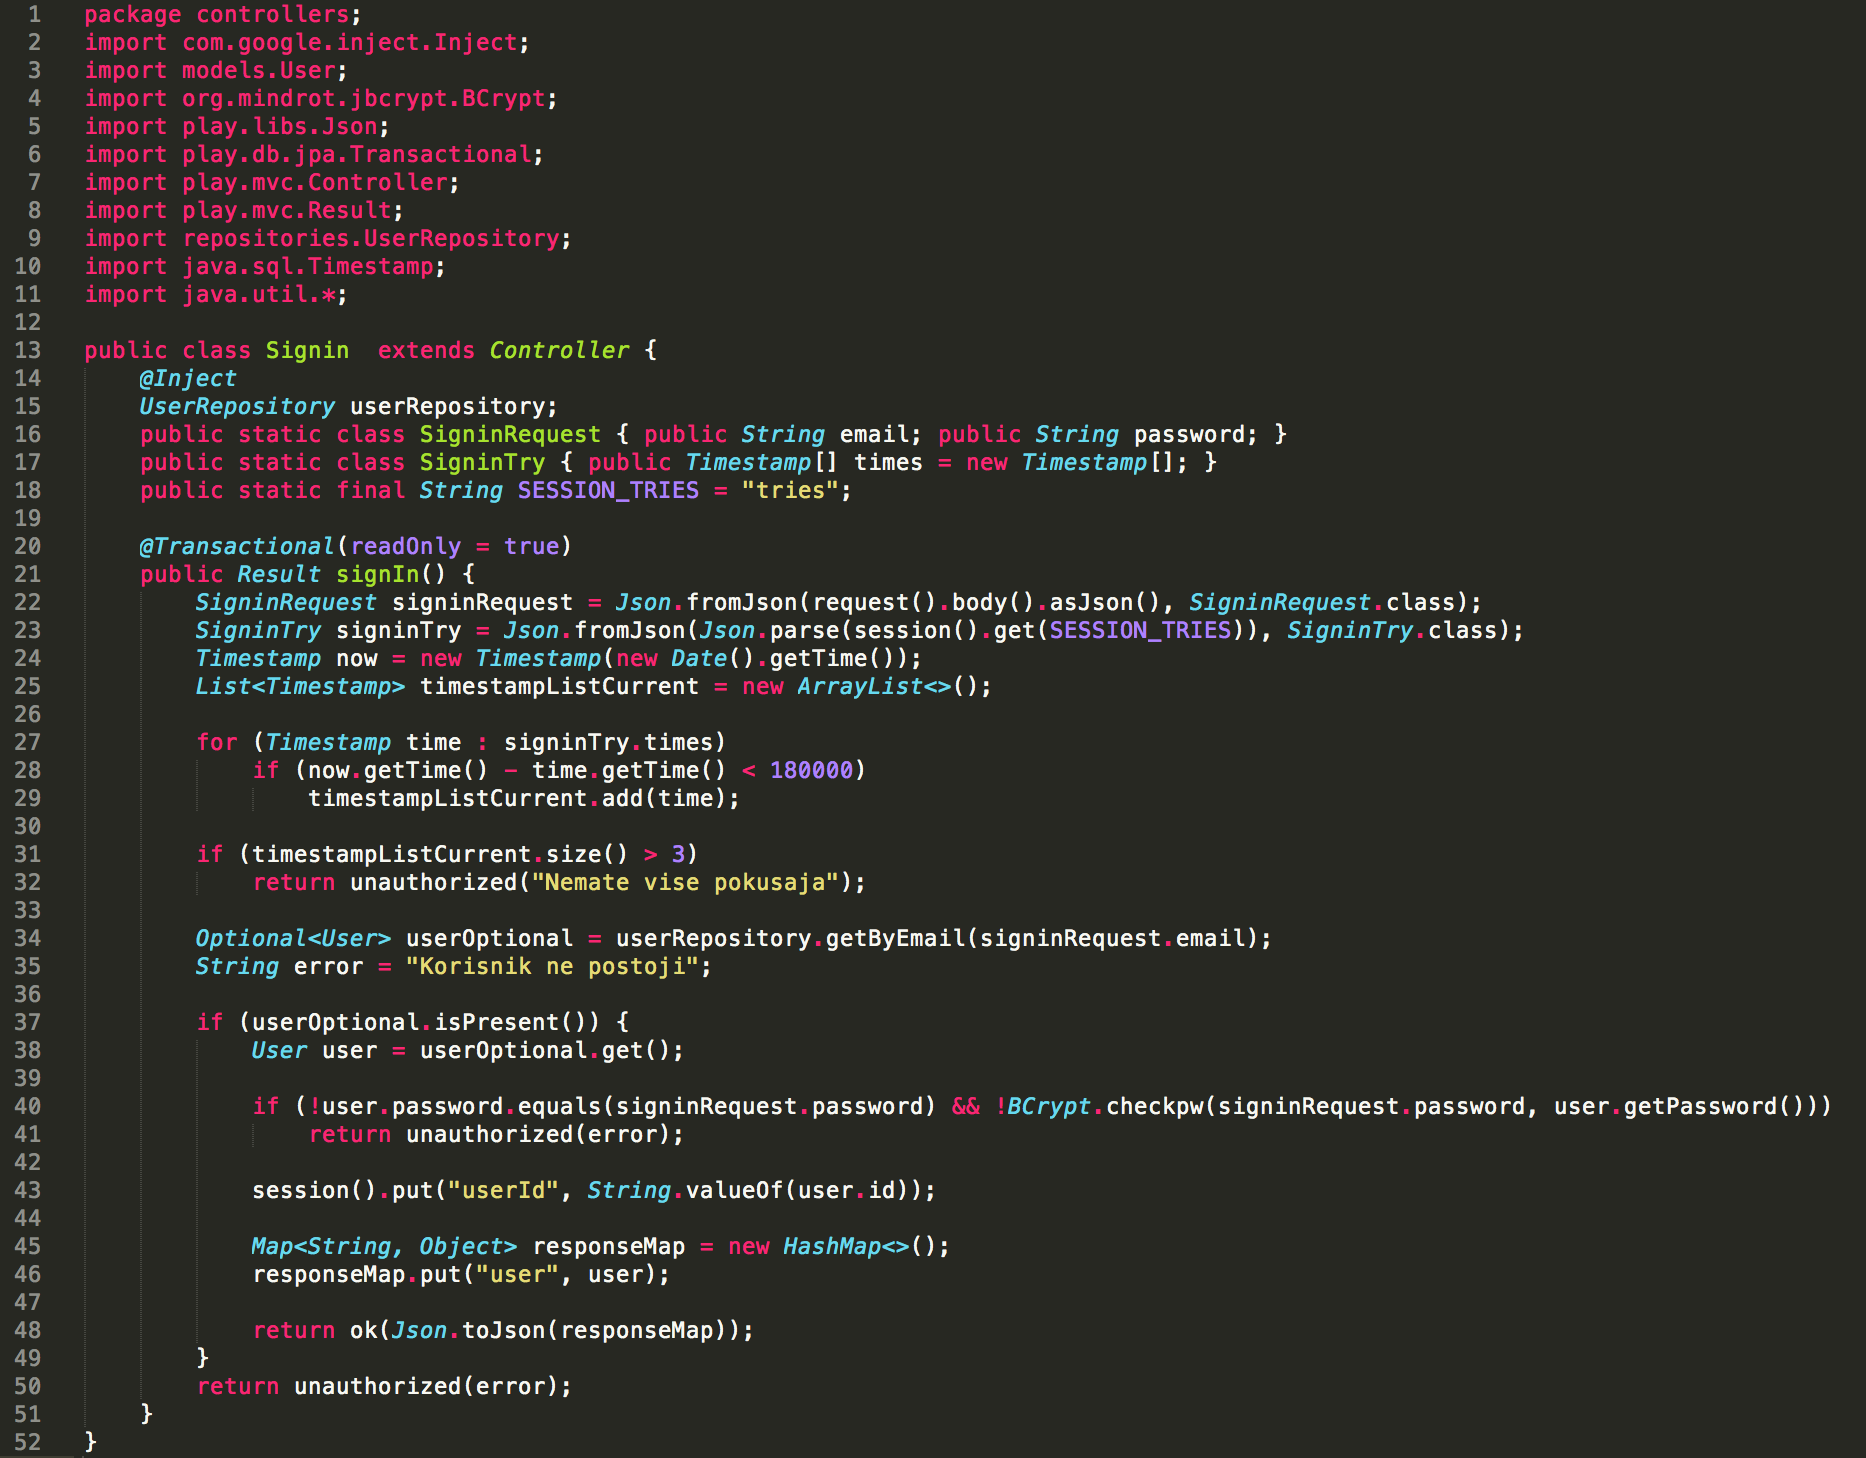 1 package controllers;
2 import com.google.inject.Inject;
3 import models.User;
4 import org.mindrot.jbcrypt.BCrypt;
5 import play.libs.Json;
6 import play.db.jpa.Transactional;
7 import play.mvc.Controller;
8 import play.mvc.Result;
9 import repositories.UserRepository;
10 import java.sql.Timestamp;
11 import java.util.*;
12
13 public class Signin  extends Controller {
14     @Inject
15     UserRepository userRepository;
16     public static class SigninRequest { public String email; public String password; }
17     public static class SigninTry { public Timestamp[] times = new Timestamp[]; }
18     public static final String SESSION_TRIES = "tries";
19
20     @Transactional(readOnly = true)
21     public Result signIn() {
22         SigninRequest signinRequest = Json.fromJson(request().body().asJson(), SigninRequest.class);
23         SigninTry signinTry = Json.fromJson(Json.parse(session().get(SESSION_TRIES)), SigninTry.class);
24         Timestamp now = new Timestamp(new Date().getTime());
25         List<Timestamp> timestampListCurrent = new ArrayList<>();
26
27         for (Timestamp time : signinTry.times)
28             if (now.getTime() - time.getTime() < 180000)
29                 timestampListCurrent.add(time);
30
31         if (timestampListCurrent.size() > 3)
32             return unauthorized("Nemate vise pokusaja");
33
34         Optional<User> userOptional = userRepository.getByEmail(signinRequest.email);
35         String error = "Korisnik ne postoji";
36
37         if (userOptional.isPresent()) {
38             User user = userOptional.get();
39
40             if (!user.password.equals(signinRequest.password) && !BCrypt.checkpw(signinRequest.password, user.getPassword()))
41                 return unauthorized(error);
42
43             session().put("userId", String.valueOf(user.id));
44
45             Map<String, Object> responseMap = new HashMap<>();
46             responseMap.put("user", user);
47
48             return ok(Json.toJson(responseMap));
49         }
50         return unauthorized(error);
51     }
52 }